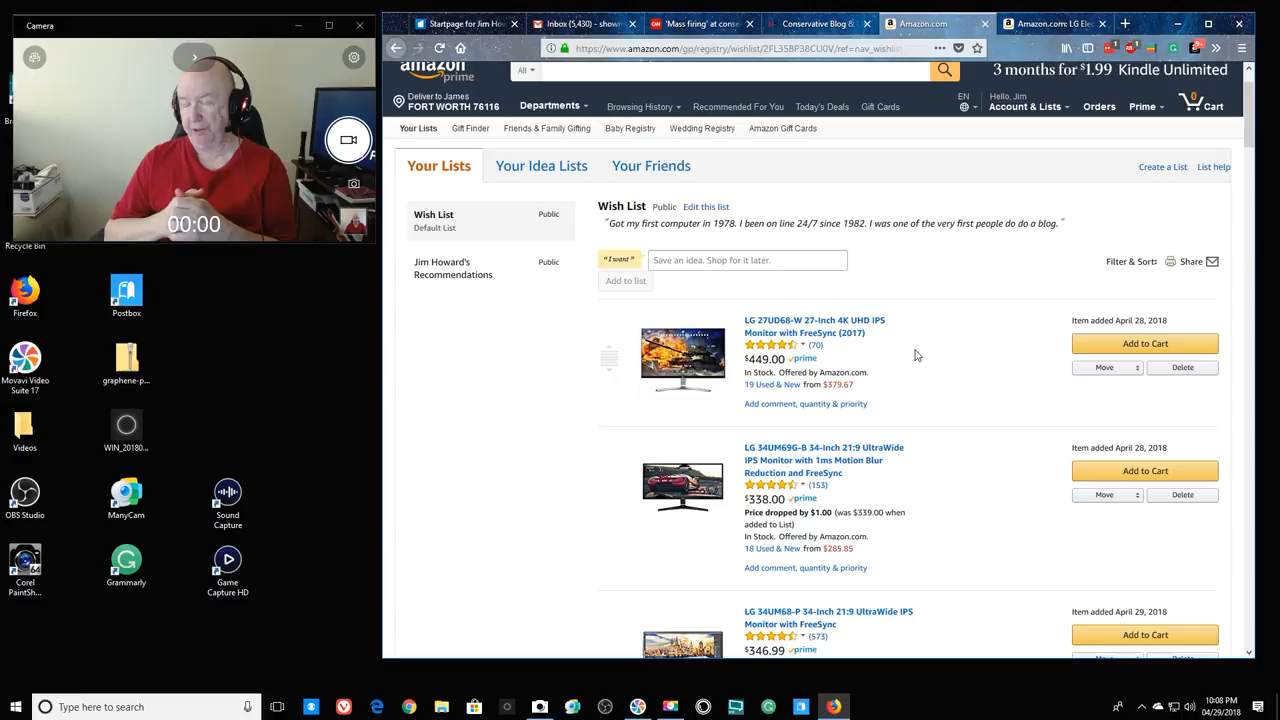 Camera
00:00
Recycle Bin
Firefox
Postbox
Movavi Video
Suite 17
graphene-p...
Videos
WIN_20180...
OBS Studio
ManyCam
Sound
Capture
Corel
PaintSh...
Grammarly
Game
Capture HD
Startpage for Jim How
Inbox (5,430) - shown
'Mass firing' at conse
Conservative Blog &
Amazon.com
Amazon.com: LG Elec
https://www.amazon.com/gp/registry/wishlist/2FL35BP38CU0V/ref=nav_wishlist
amazon
prime
All
3 months for $1.99 Kindle Unlimited
Deliver to James
FORT WORTH 76116
Departments
Browsing History
Recommended For You
Today's Deals
Gift Cards
EN
Hello, Jim
Account & Lists
Orders
Prime
0
Cart
Your Lists
Gift Finder
Friends & Family Gifting
Baby Registry
Wedding Registry
Amazon Gift Cards
Your Lists
Your Idea Lists
Your Friends
Create a List
List help
Wish List
Public
Default List
Jim Howard's
Recommendations
Public
Wish List Public Edit this list
"Got my first computer in 1978. I been on line 24/7 since 1982. I was one of the very first people do do a blog. "
"I want"
Save an idea. Shop for it later.
Add to list
Filter & Sort:
Share
LG 27UD68-W 27-Inch 4K UHD IPS
Monitor with FreeSync (2017)
(70)
$449.00 prime
In Stock. Offered by Amazon.com.
19 Used & New from $379.67
Add comment, quantity & priority
Item added April 28, 2018
Add to Cart
Move
Delete
LG 34UM69G-B 34-Inch 21:9 UltraWide
IPS Monitor with 1ms Motion Blur
Reduction and FreeSync
(153)
$338.00 prime
Price dropped by $1.00 (was $339.00 when
added to List)
In Stock. Offered by Amazon.com.
18 Used & New from $285.85
Add comment, quantity & priority
Item added April 28, 2018
Add to Cart
Move
Delete
LG 34UM68-P 34-Inch 21:9 UltraWide IPS
Monitor with FreeSync
(573)
$346.99 prime
Item added April 29, 2018
Add to Cart
Type here to search
10:08 PM
04/29/2018